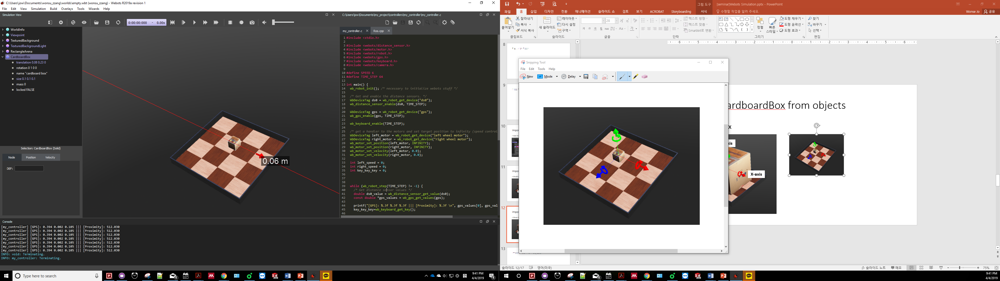 C:\Users\jow\Documents\wonsu_zzang\worlds\empty.wbt (wonsu_zzang) - Webots R2019a revision 1
File Edit View Simulation Build Overlays Tools Wizards Help
Simulation View
0:00:00:000 - 0.00x
WorldInfo
Viewpoint
TexturedBackground
TexturedBackgroundLight
RectangleArena
CardboardBox
translation 0.08 0.23 0
rotation 0 1 0 0
name "cardboard box"
size 0.1 0.1 0.1
mass 0
locked FALSE
Selection: CardboardBox (Solid)
Node Position Velocity
DEF:
0.06 m
C:\Users\jow\Documents\my_project\controllers\my_controller\my_controller.c
my_controller.c Ros.cpp
1 #include <stdio.h>
2
3
4 #include <webots/distance_sensor.h>
4 #include <webots/motor.h>
5 #include <webots/robot.h>
6 #include <webots/gps.h>
7 #include <webots/keyboard.h>
8 #include <webots/camera.h>
9
10 #define SPEED 6
11 #define TIME_STEP 64
12
13 int main() {
14 wb_robot_init(); /* necessary to initialize webots stuff */
15
16 /* Get and enable the distance sensors. */
17 WbDeviceTag ds0 = wb_robot_get_device("ds0");
18 wb_distance_sensor_enable(ds0, TIME_STEP);
19
20 WbDeviceTag gps = wb_robot_get_device("gps");
21 wb_gps_enable(gps, TIME_STEP);
22
23 wb_keyboard_enable(TIME_STEP);
24
25 /* get a handler to the motors and set target position to infinity (speed control
26 WbDeviceTag left_motor = wb_robot_get_device("left wheel motor");
27 WbDeviceTag right_motor = wb_robot_get_device("right wheel motor");
28 wb_motor_set_position(left_motor, INFINITY);
29 wb_motor_set_position(right_motor, INFINITY);
30 wb_motor_set_velocity(left_motor, 0.0);
31 wb_motor_set_velocity(right_motor, 0.0);
32
33 int left_speed = 0;
34 int right_speed = 0;
35 int key_key_key = 0;
36
37
38
39 while (wb_robot_step(TIME_STEP) != -1) {
40 /* Get distance sensor values */
41 double ds0_value = wb_distance_sensor_get_value(ds0);
42 const double *gps_values = wb_gps_get_values(gps);
43
44 printf("[GPS]: %.3f %.3f %.3f ||| [Proximity]: %.3f \n", gps_values[0], gps_val
45 key_key_key=wb_keyboard_get_key();
46
Console
[my_controller] [GPS]: 0.394 0.002 0.105 ||| [Proximity]: 512.030
[my_controller] [GPS]: 0.394 0.002 0.105 ||| [Proximity]: 512.030
[my_controller] [GPS]: 0.394 0.002 0.105 ||| [Proximity]: 512.030
[my_controller] [GPS]: 0.394 0.002 0.105 ||| [Proximity]: 512.030
[my_controller] [GPS]: 0.394 0.002 0.105 ||| [Proximity]: 512.030
[my_controller] [GPS]: 0.394 0.002 0.105 ||| [Proximity]: 512.030
[my_controller] [GPS]: 0.394 0.002 0.105 ||| [Proximity]: 512.030
INFO: void: Terminating.
INFO: my_controller: Terminating.
Type here to search
9:41 PM
4/4/2019
그림 도구
[seminar]Webots Simulation.pptx - PowerPoint
파일 홈 삽입 디자인 전환 애니메이션 슬라이드 쇼 검토 보기 ACROBAT Storyboarding 서식 수행할 작업을 알려 주세요. Wonse Jo 공유
붙여넣기 잘라내기 복사 서식 복사
클립보드
새 슬라이드 레이아웃 다시 설정 구역
슬라이드
28
글꼴
텍스트 방향
텍스트 맞춤
SmartArt로 변환
단락
정렬 빠른 스타일
도형 채우기
도형 윤곽선
도형 효과
그리기
찾기
바꾸기
선택
편집
8
9
10
11
12
13
Snipping Tool
File Edit Tools Help
New Mode Delay
ardboardBox from objects
X-axis
슬라이드 12/17 영어(미국)
슬라이드 노트 메모 75%
9:41 PM
4/4/2019